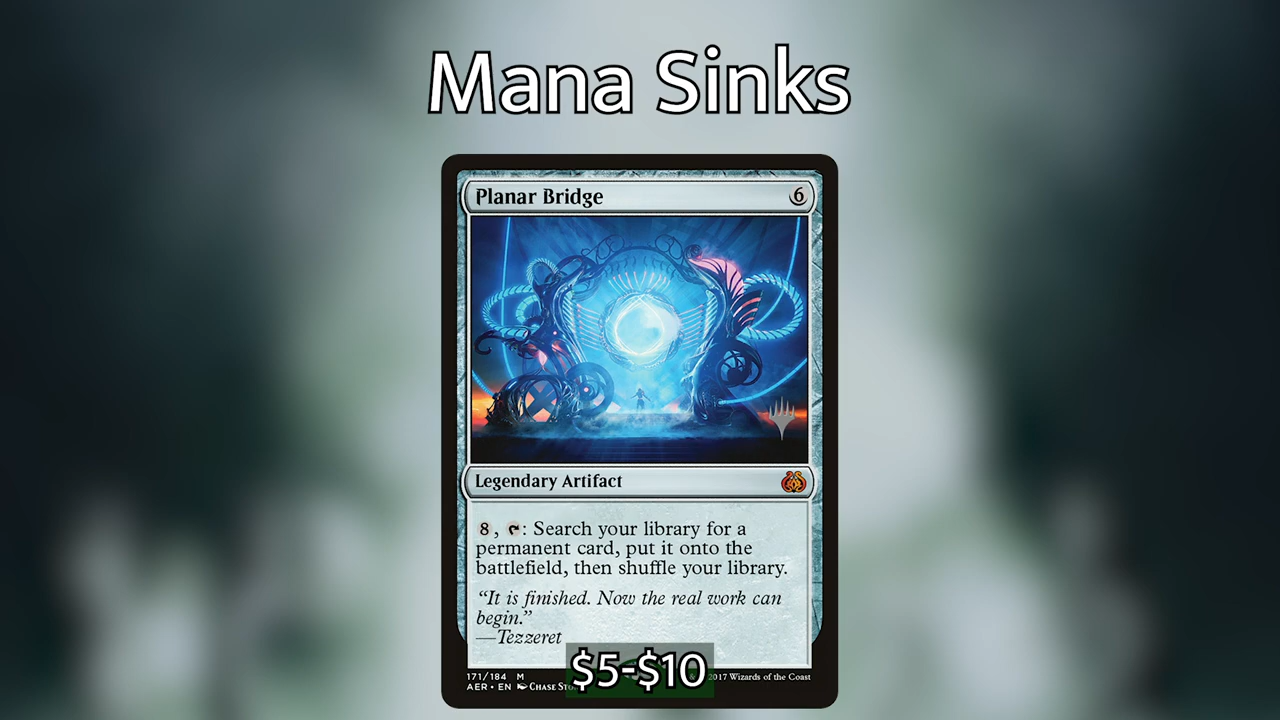 Mana Sinks
Planar Bridge 6
Legendary Artifact
8, : Search your library for a
permanent card, put it onto the
battlefield, then shuffle your library.
“It is finished. Now the real work can
begin.”
—Tezzeret
$5-$10
171/184 M
2017 Wizards of the Coast
AER • EN CHASE